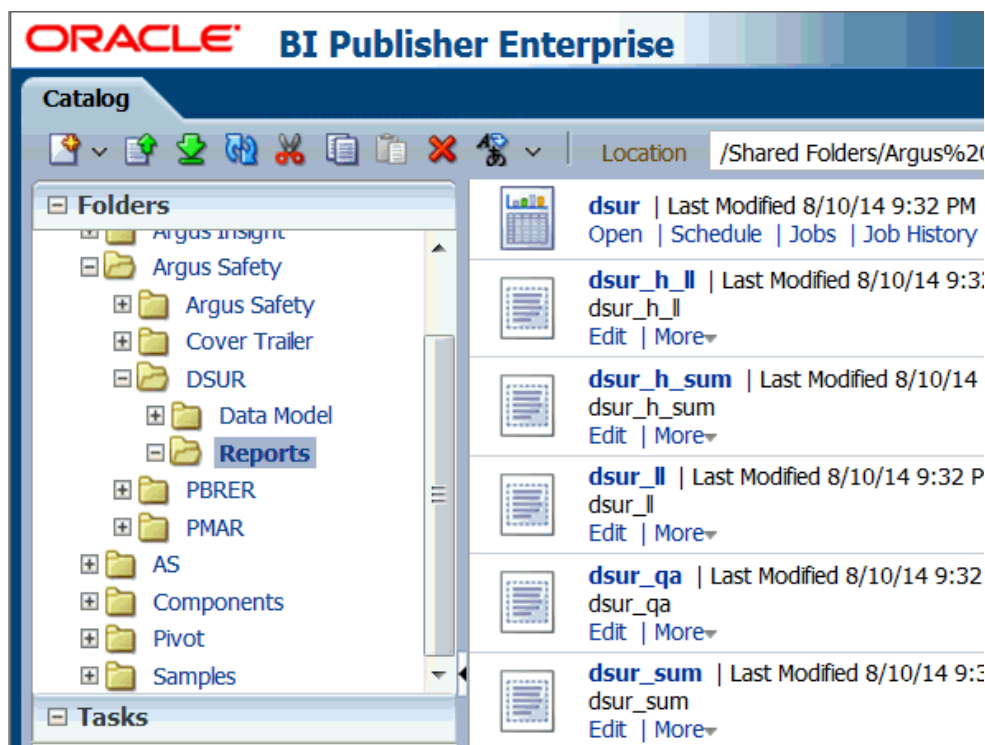 ORACLE BI Publisher Enterprise
Catalog
Location /Shared Folders/Argus%20
Folders
Argus Insight
Argus Safety
Argus Safety
Cover Trailer
DSUR
Data Model
Reports
PBRER
PMAR
AS
Components
Pivot
Samples
Tasks
dsur | Last Modified 8/10/14 9:32 PM
Open | Schedule | Jobs | Job History
dsur_h_ll | Last Modified 8/10/14 9:32
dsur_h_ll
Edit | More
dsur_h_sum | Last Modified 8/10/14
dsur_h_sum
Edit | More
dsur_ll | Last Modified 8/10/14 9:32 P
dsur_ll
Edit | More
dsur_qa | Last Modified 8/10/14 9:32
dsur_qa
Edit | More
dsur_sum | Last Modified 8/10/14 9:3
dsur_sum
Edit | More